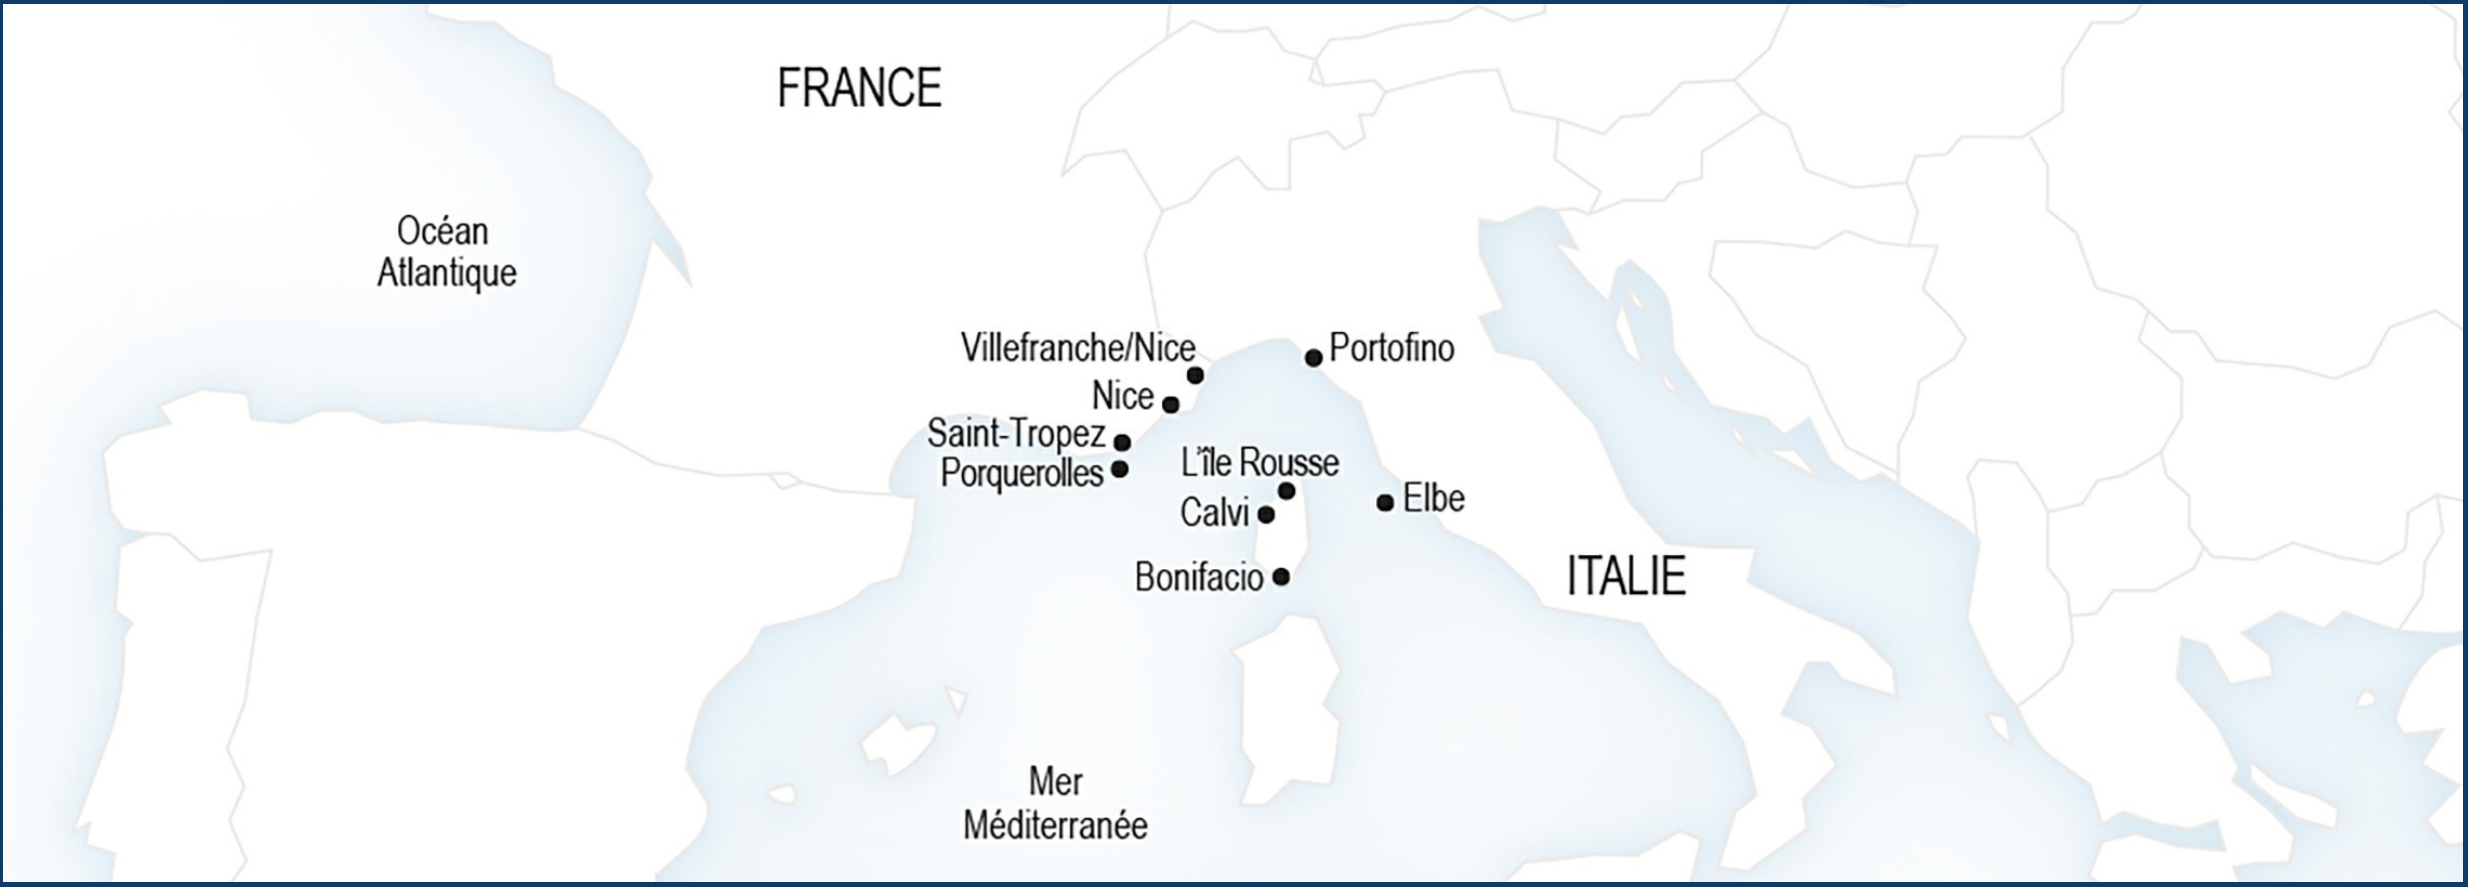 FRANCE
Océan
Atlantique
Villefranche/Nice
Portofino
Nice
Saint-Tropez
Porquerolles
L'île Rousse
Calvi
Elbe
Bonifacio
ITALIE
Mer
Méditerranée